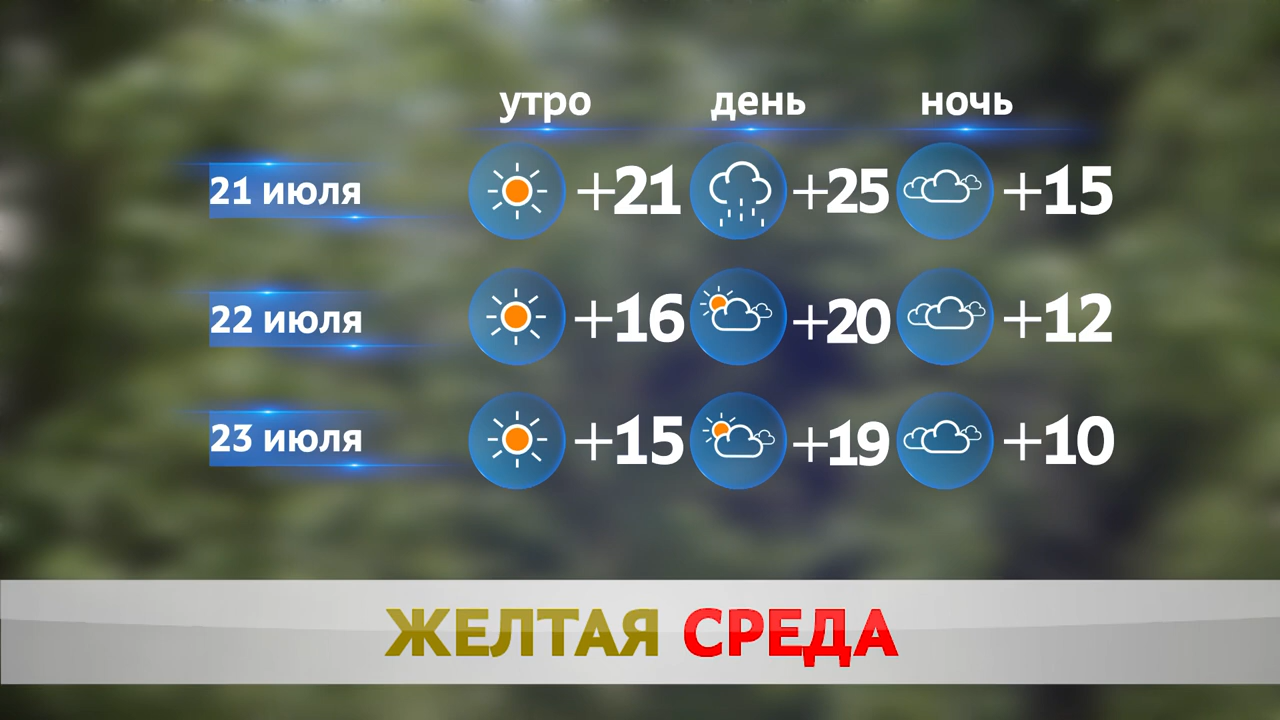 утро день ночь
21 июля +21 +25 +15
22 июля +16 +20 +12
23 июля +15 +19 +10
ЖЕЛТАЯ СРЕДА